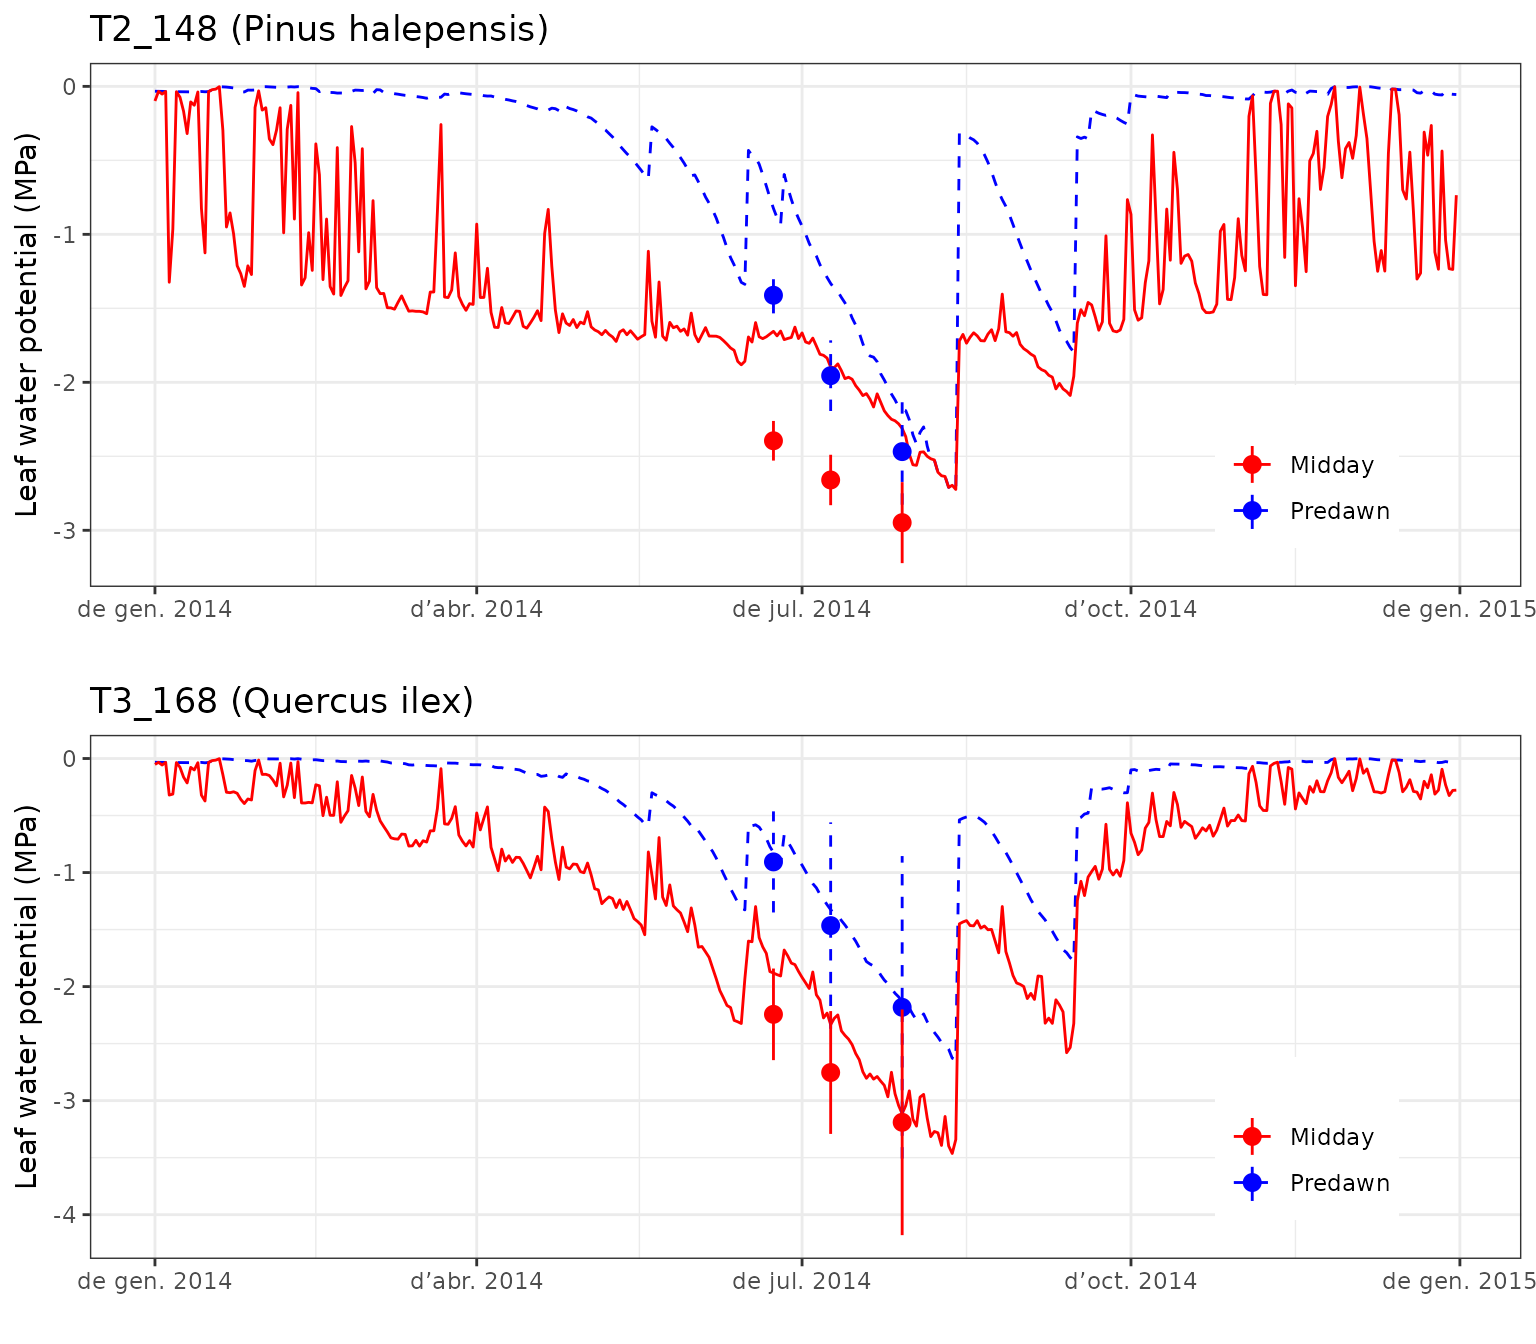 T2_148 (Pinus halepensis)
Leaf water potential (MPa)
0
-1
-2
-3
Midday
Predawn
de gen. 2014
d’abr. 2014
de jul. 2014
d’oct. 2014
de gen. 2015
T3_168 (Quercus ilex)
Leaf water potential (MPa)
0
-1
-2
-3
-4
Midday
Predawn
de gen. 2014
d’abr. 2014
de jul. 2014
d’oct. 2014
de gen. 2015